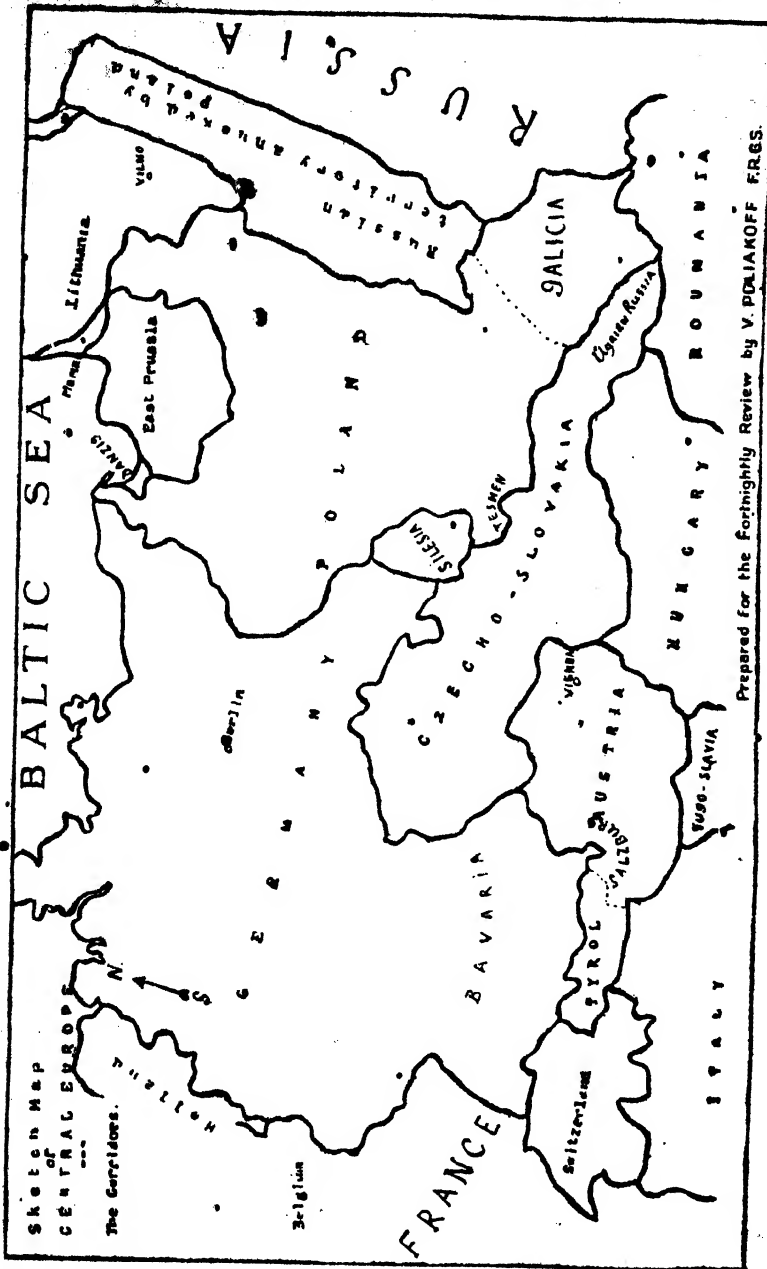 Sketch Map
of
CENTRAL EUROPE
---
The Corridors.
BALTIC SEA
N.
S
Holland
Belgium
FRANCE
Switzerland
ITALY
GERMANY
Berlin
BAVARIA
TYROL
SALZBURG
AUSTRIA
VIENNA
JUGO-SLAVIA
CZECHO-SLOVAKIA
SILESIA
TESHEN
HUNGARY
POLAND
DANZIG
East Prussia
Lithuania
VILNO
Russian
territory annexed by
Poland
RUSSIA
GALICIA
Ugrian Russia
ROUMANIA
Prepared for the Fortnightly Review by V. POLIAKOFF F.R.G.S.